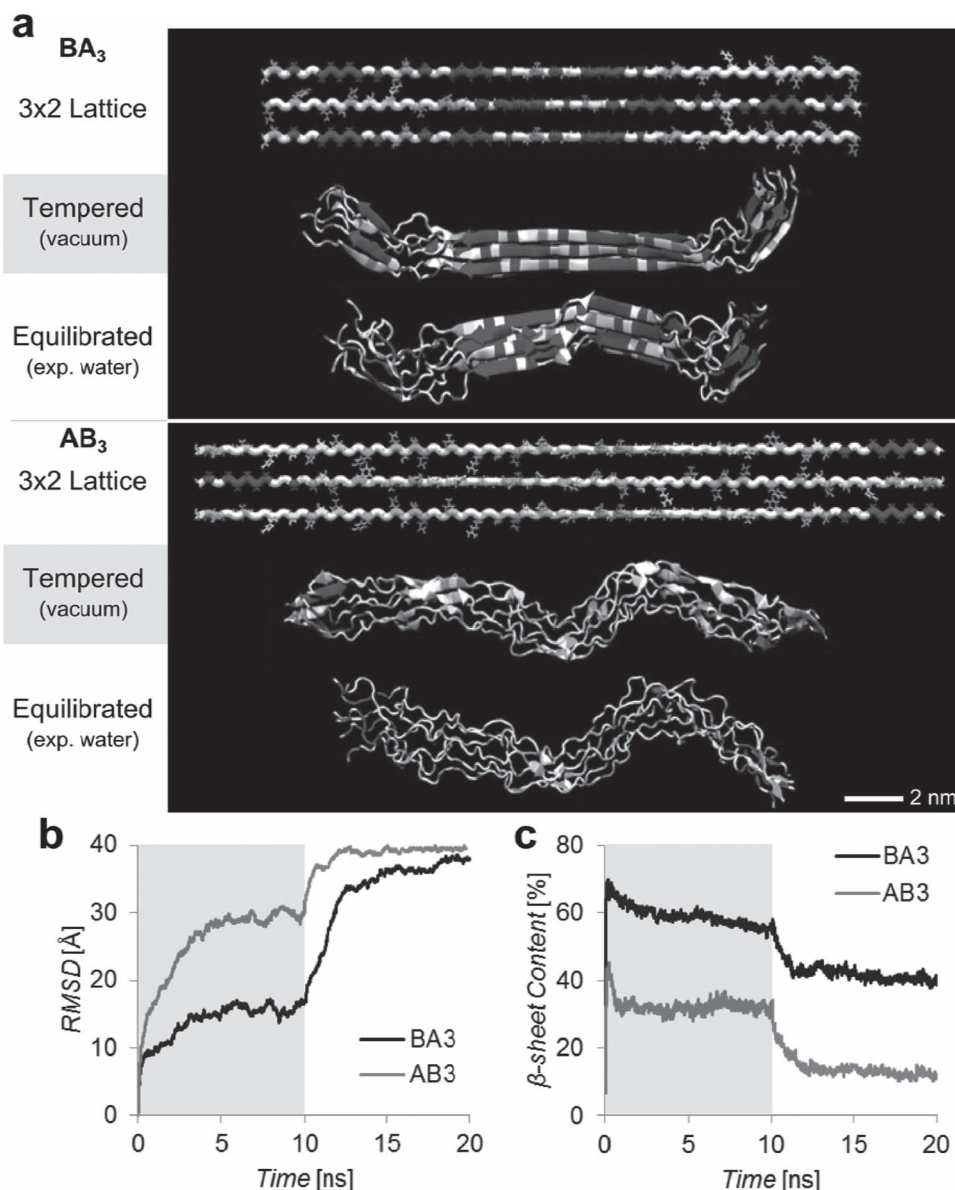 a
BA₃
3x2 Lattice
Tempered
(vacuum)
Equilibrated
(exp. water)
AB₃
3x2 Lattice
Tempered
(vacuum)
Equilibrated
(exp. water)
2 nm
b
40
30
20
10
0
RMSD [Å]
BA3
AB3
0 5 10 15 20
Time [ns]
c
80
60
40
20
0
β-sheet Content [%]
BA3
AB3
0 5 10 15 20
Time [ns]